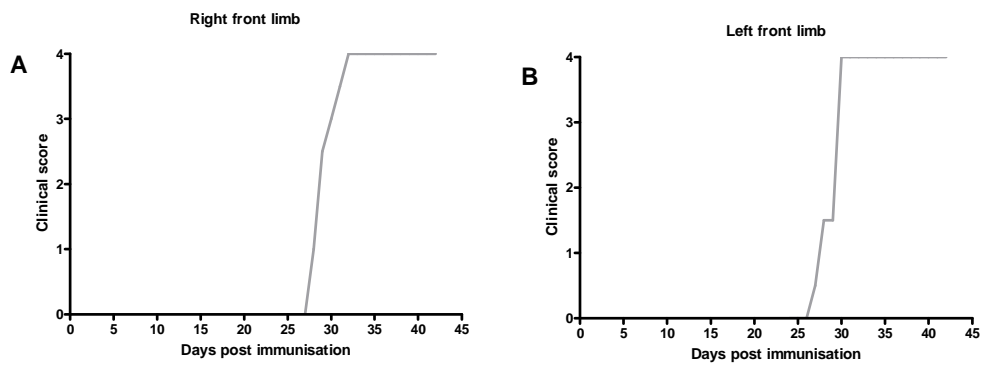 Right front limb
A
4
3
2
1
0
Clinical score
0 5 10 15 20 25 30 35 40 45
Days post immunisation
Left front limb
B
4
3
2
1
0
Clinical score
0 5 10 15 20 25 30 35 40 45
Days post immunisation